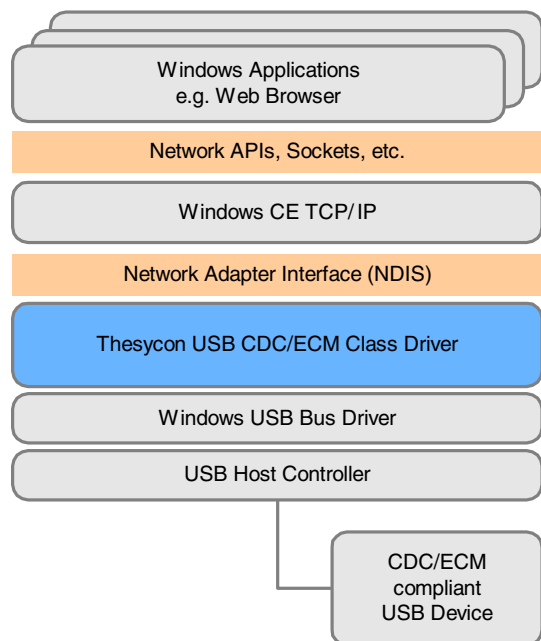 Windows Applications
e.g. Web Browser
Network APIs, Sockets, etc.
Windows CE TCP/IP
Network Adapter Interface (NDIS)
Thesycon USB CDC/ECM Class Driver
Windows USB Bus Driver
USB Host Controller
CDC/ECM
compliant
USB Device